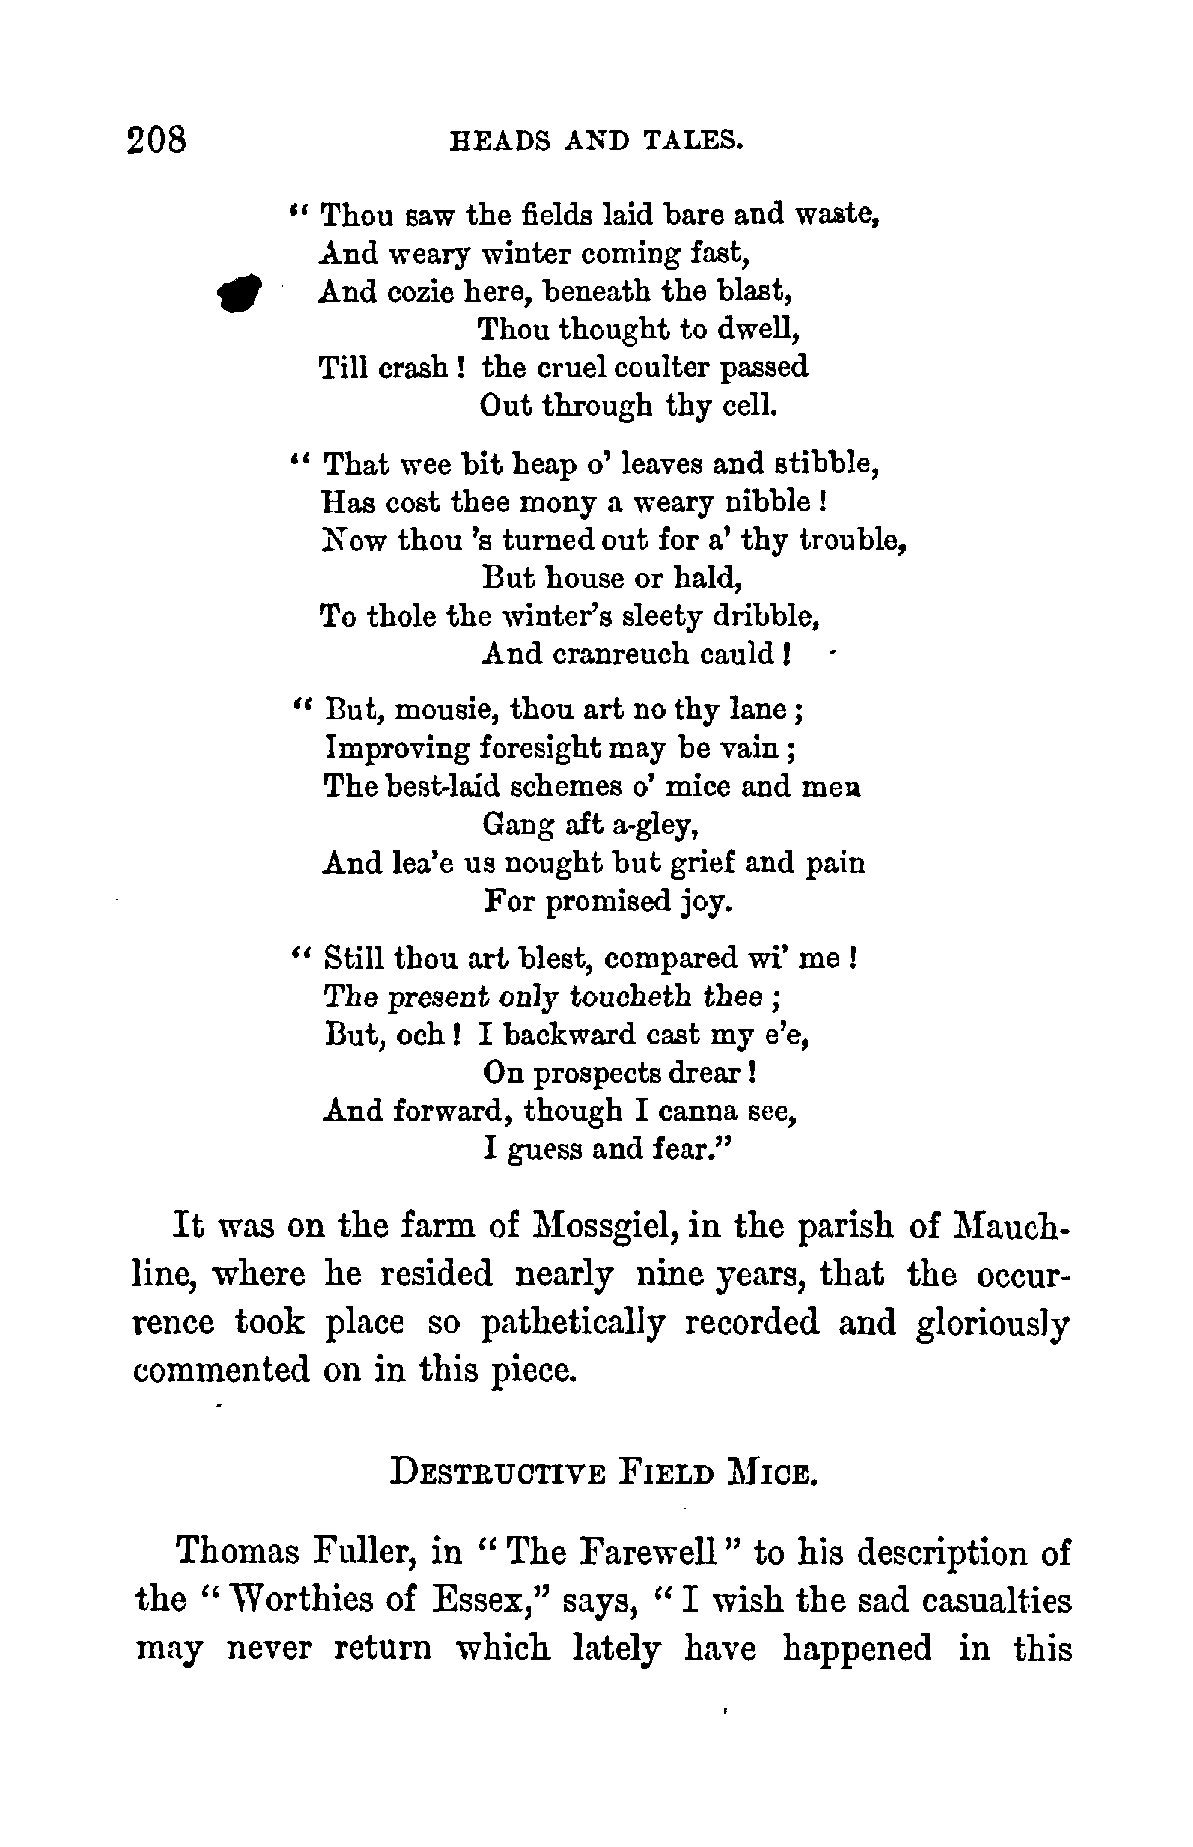 208 HEADS AND TALES.
“ Thou saw the fields laid bare and waste,
And weary winter coming fast,
And cozie here, beneath the blast,
Thou thought to dwell,
Till crash ! the cruel coulter passed
Out through thy cell.
“ That wee bit heap o’ leaves and stibble,
Has cost thee mony a weary nibble !
Now thou ’s turned out for a’ thy trouble,
But house or hald,
To thole the winter’s sleety dribble,
And cranreuch cauld !
“ But, mousie, thou art no thy lane ;
Improving foresight may be vain ;
The best-laid schemes o’ mice and men
Gang aft a-gley,
And lea’e us nought but grief and pain
For promised joy.
“ Still thou art blest, compared wi’ me !
The present only toucheth thee ;
But, och ! I backward cast my e’e,
On prospects drear !
And forward, though I canna see,
I guess and fear.”
It was on the farm of Mossgiel, in the parish of Mauch-
line, where he resided nearly nine years, that the occur-
rence took place so pathetically recorded and gloriously
commented on in this piece.
DESTRUCTIVE FIELD MICE.
Thomas Fuller, in “ The Farewell ” to his description of
the “ Worthies of Essex,” says, “ I wish the sad casualties
may never return which lately have happened in this